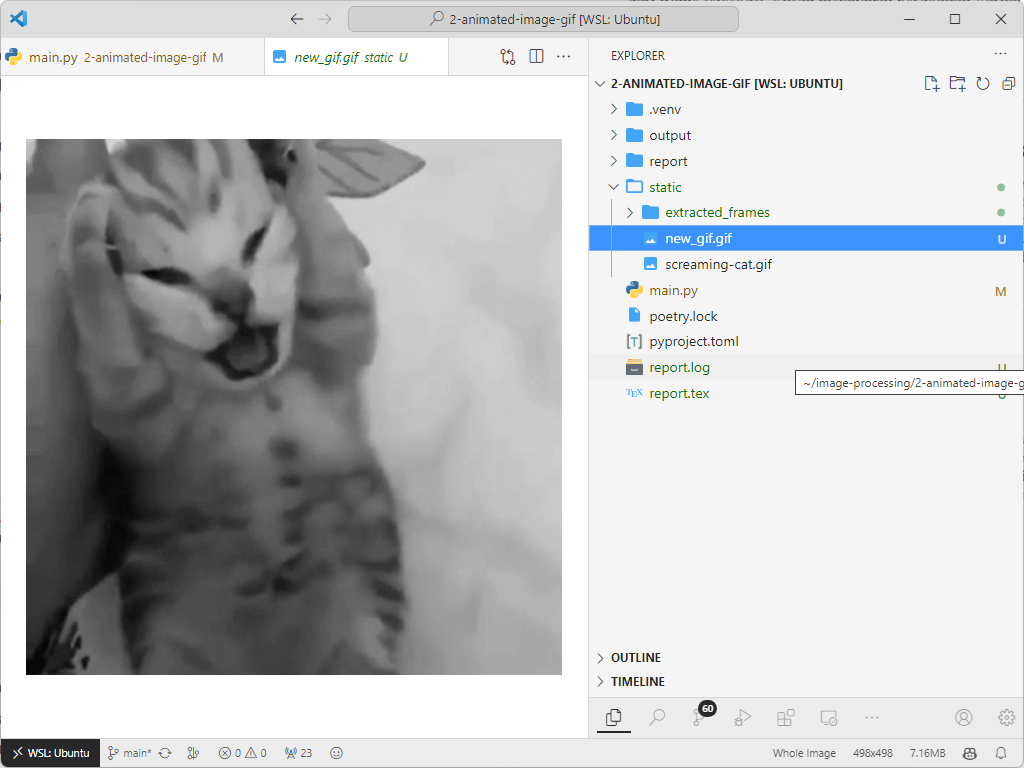 2-animated-image-gif [WSL: Ubuntu]
main.py 2-animated-image-gif M
new_gif.gif static U
EXPLORER
2-ANIMATED-IMAGE-GIF [WSL: UBUNTU]
.venv
output
report
static
extracted_frames
new_gif.gif U
screaming-cat.gif
main.py M
poetry.lock
[T] pyproject.toml
report.log U
~/image-processing/2-animated-image-g
TEX report.tex U
OUTLINE
TIMELINE
60
WSL: Ubuntu main* 0 0 23 Whole Image 498x498 7.16MB